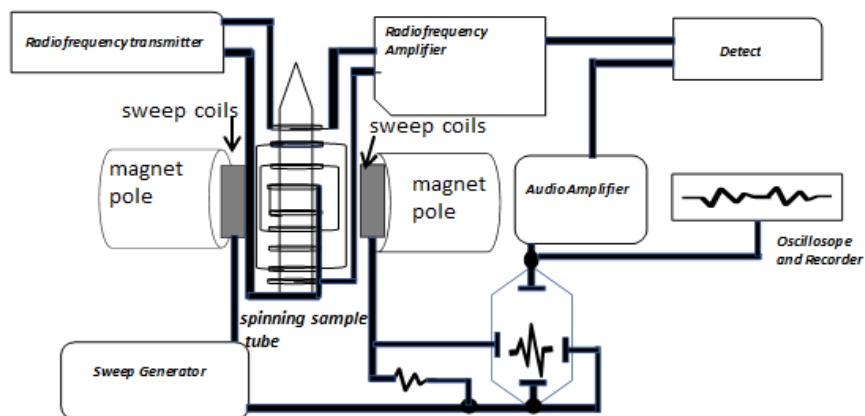 Radiofrequency transmitter
Radiofrequency
Amplifier
Detect
sweep coils
sweep coils
magnet
pole
magnet
pole
Audio Amplifier
Oscillosope
and Recorder
spinning sample
tube
Sweep Generator